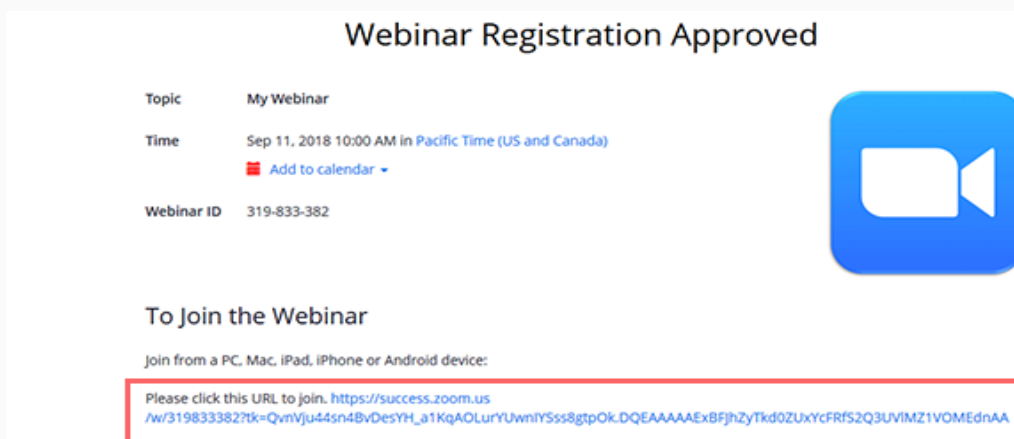 Webinar Registration Approved
Topic My Webinar
Time Sep 11, 2018 10:00 AM in Pacific Time (US and Canada)
Add to calendar
Webinar ID 319-833-382
To Join the Webinar
Join from a PC, Mac, iPad, iPhone or Android device:
Please click this URL to join. https://success.zoom.us
/w/319833382?tk=QvnVju44sn4BvDesYH_a1KqAOLurYUwnIYSss8gtpOk.DQEAAAAAExBFJhZyTkd0ZUxYcFRfS2Q3UVlMZ1VOMEdnAA